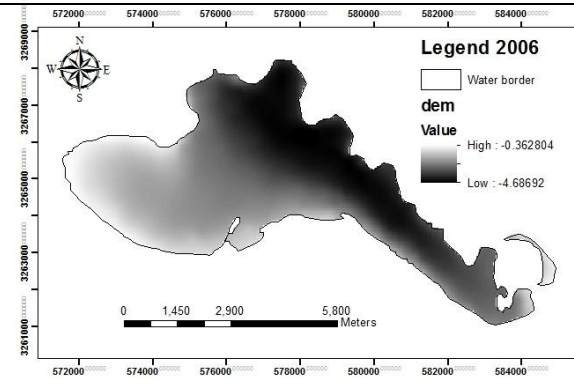 572000 574000 576000 578000 580000 582000 584000
3269000
3267000
3265000
3263000
3261000
N
W E
S
Legend 2006
Water border
dem
Value
High : -0.362804
Low : -4.68692
0 1,450 2,900 5,800
Meters
572000 574000 576000 578000 580000 582000 584000